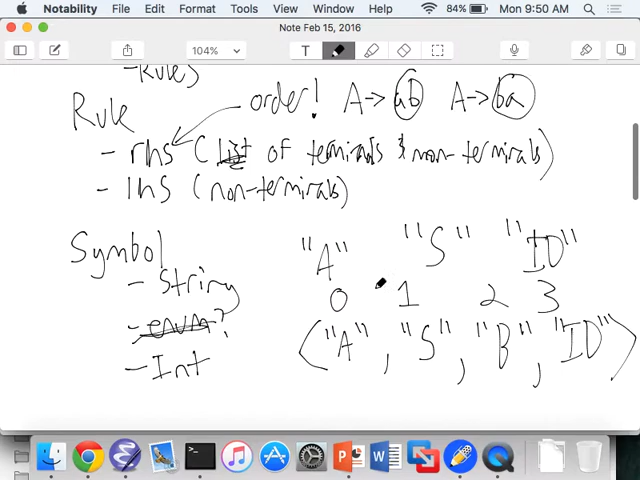 Notability File Edit Format Note View Window Help 84% Mon 9:50 AM
Note Feb 15, 2016
104% T
-Rules
Rule order! A->ab A->ba
- rhs (List of terminals & non-terminals)
- lhs (non-terminals)
Symbol "A" "S" "ID"
- String
0 1 2 3
- enum?
<"A", "S", "B", "ID">
- Int